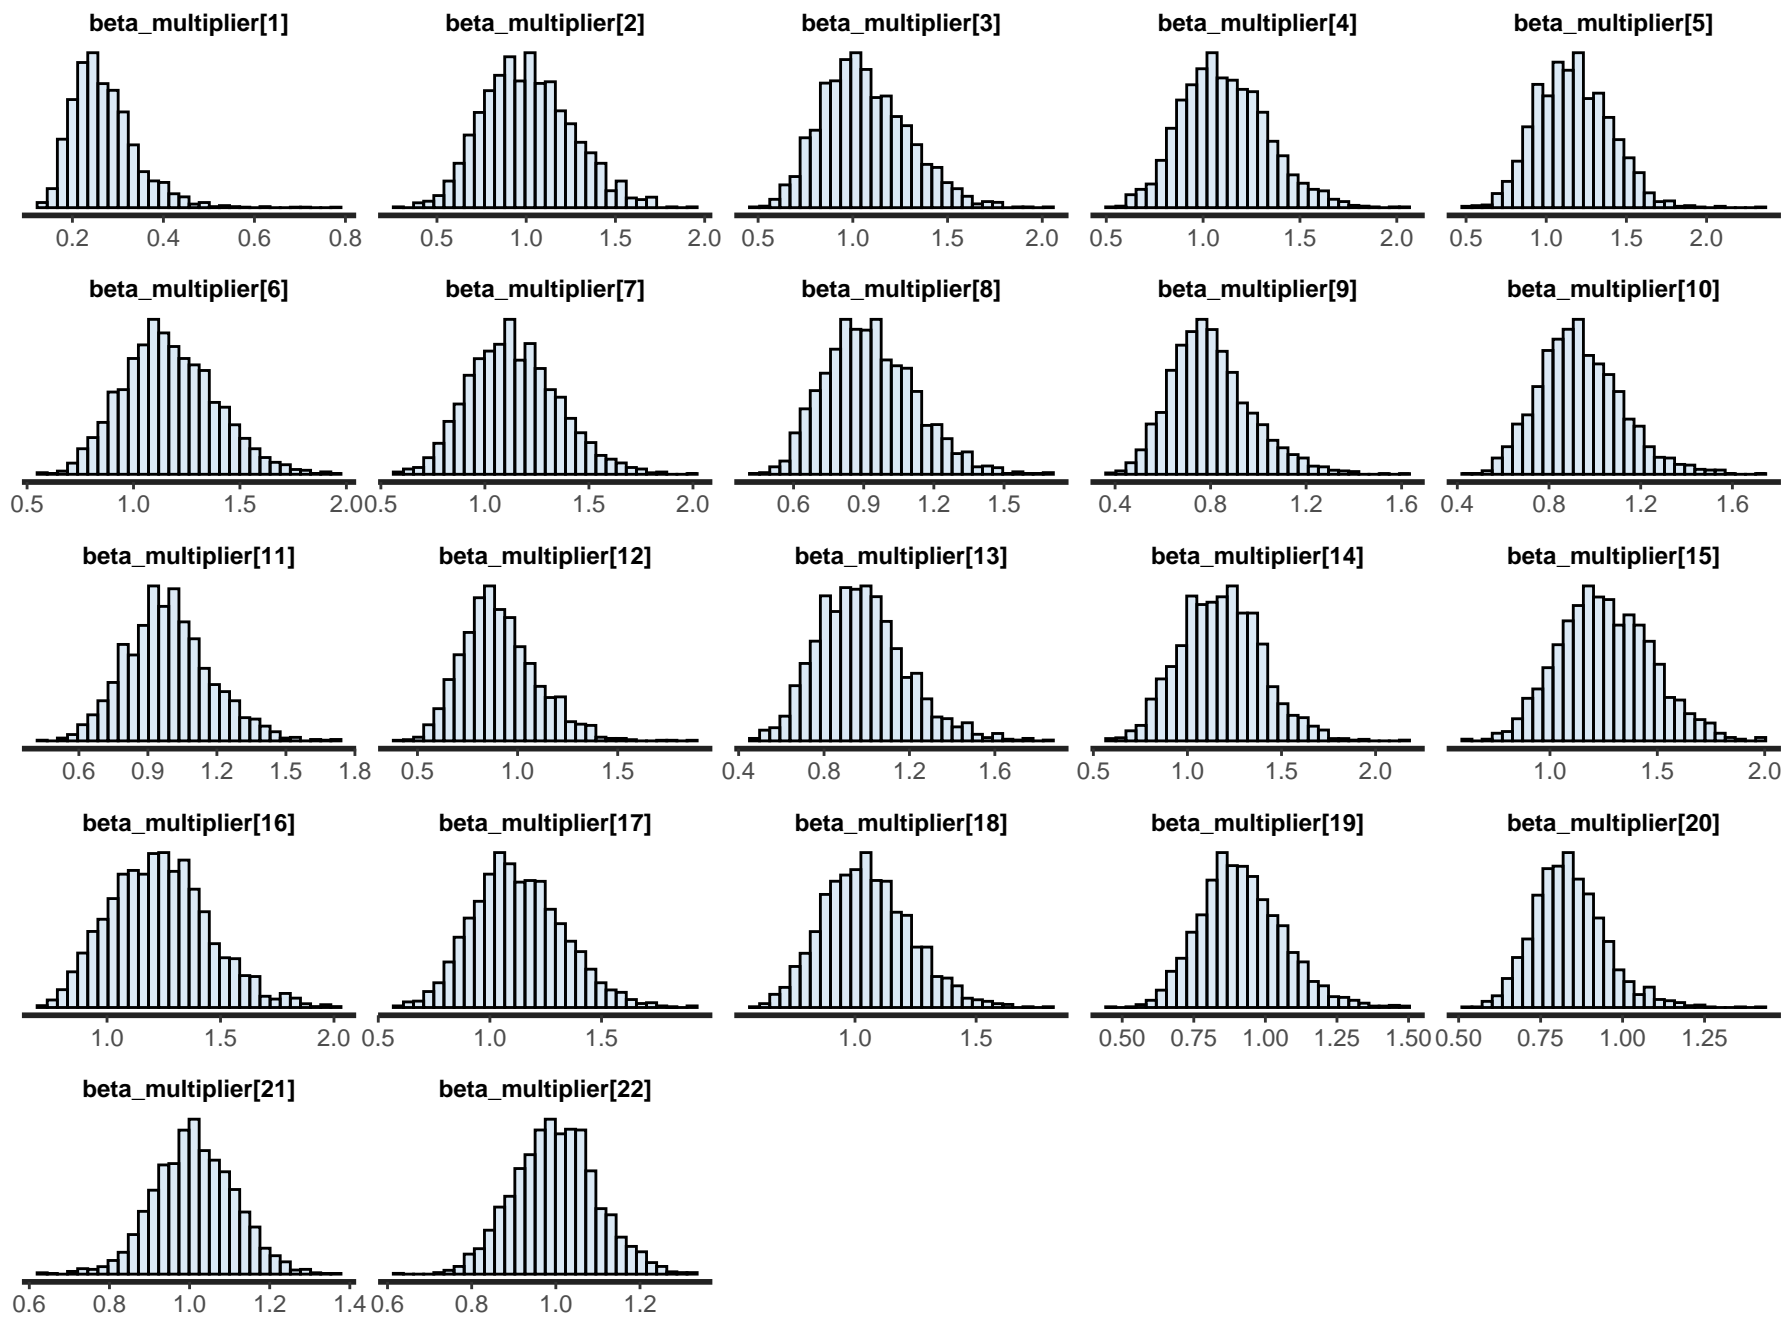 beta_multiplier[1] beta_multiplier[2] beta_multiplier[3] beta_multiplier[4] beta_multiplier[5]
0.2 0.4 0.6 0.8 0.5 1.0 1.5 2.0 0.5 1.0 1.5 2.0 0.5 1.0 1.5 2.0 0.5 1.0 1.5 2.0
beta_multiplier[6] beta_multiplier[7] beta_multiplier[8] beta_multiplier[9] beta_multiplier[10]
0.5 1.0 1.5 2.0 0.5 1.0 1.5 2.0 0.6 0.9 1.2 1.5 0.4 0.8 1.2 1.6 0.4 0.8 1.2 1.6
beta_multiplier[11] beta_multiplier[12] beta_multiplier[13] beta_multiplier[14] beta_multiplier[15]
0.6 0.9 1.2 1.5 1.8 0.5 1.0 1.5 0.4 0.8 1.2 1.6 0.5 1.0 1.5 2.0 1.0 1.5 2.0
beta_multiplier[16] beta_multiplier[17] beta_multiplier[18] beta_multiplier[19] beta_multiplier[20]
1.0 1.5 2.0 0.5 1.0 1.5 1.0 1.5 0.50 0.75 1.00 1.25 1.50 0.50 0.75 1.00 1.25
beta_multiplier[21] beta_multiplier[22]
0.6 0.8 1.0 1.2 1.4 0.6 0.8 1.0 1.2